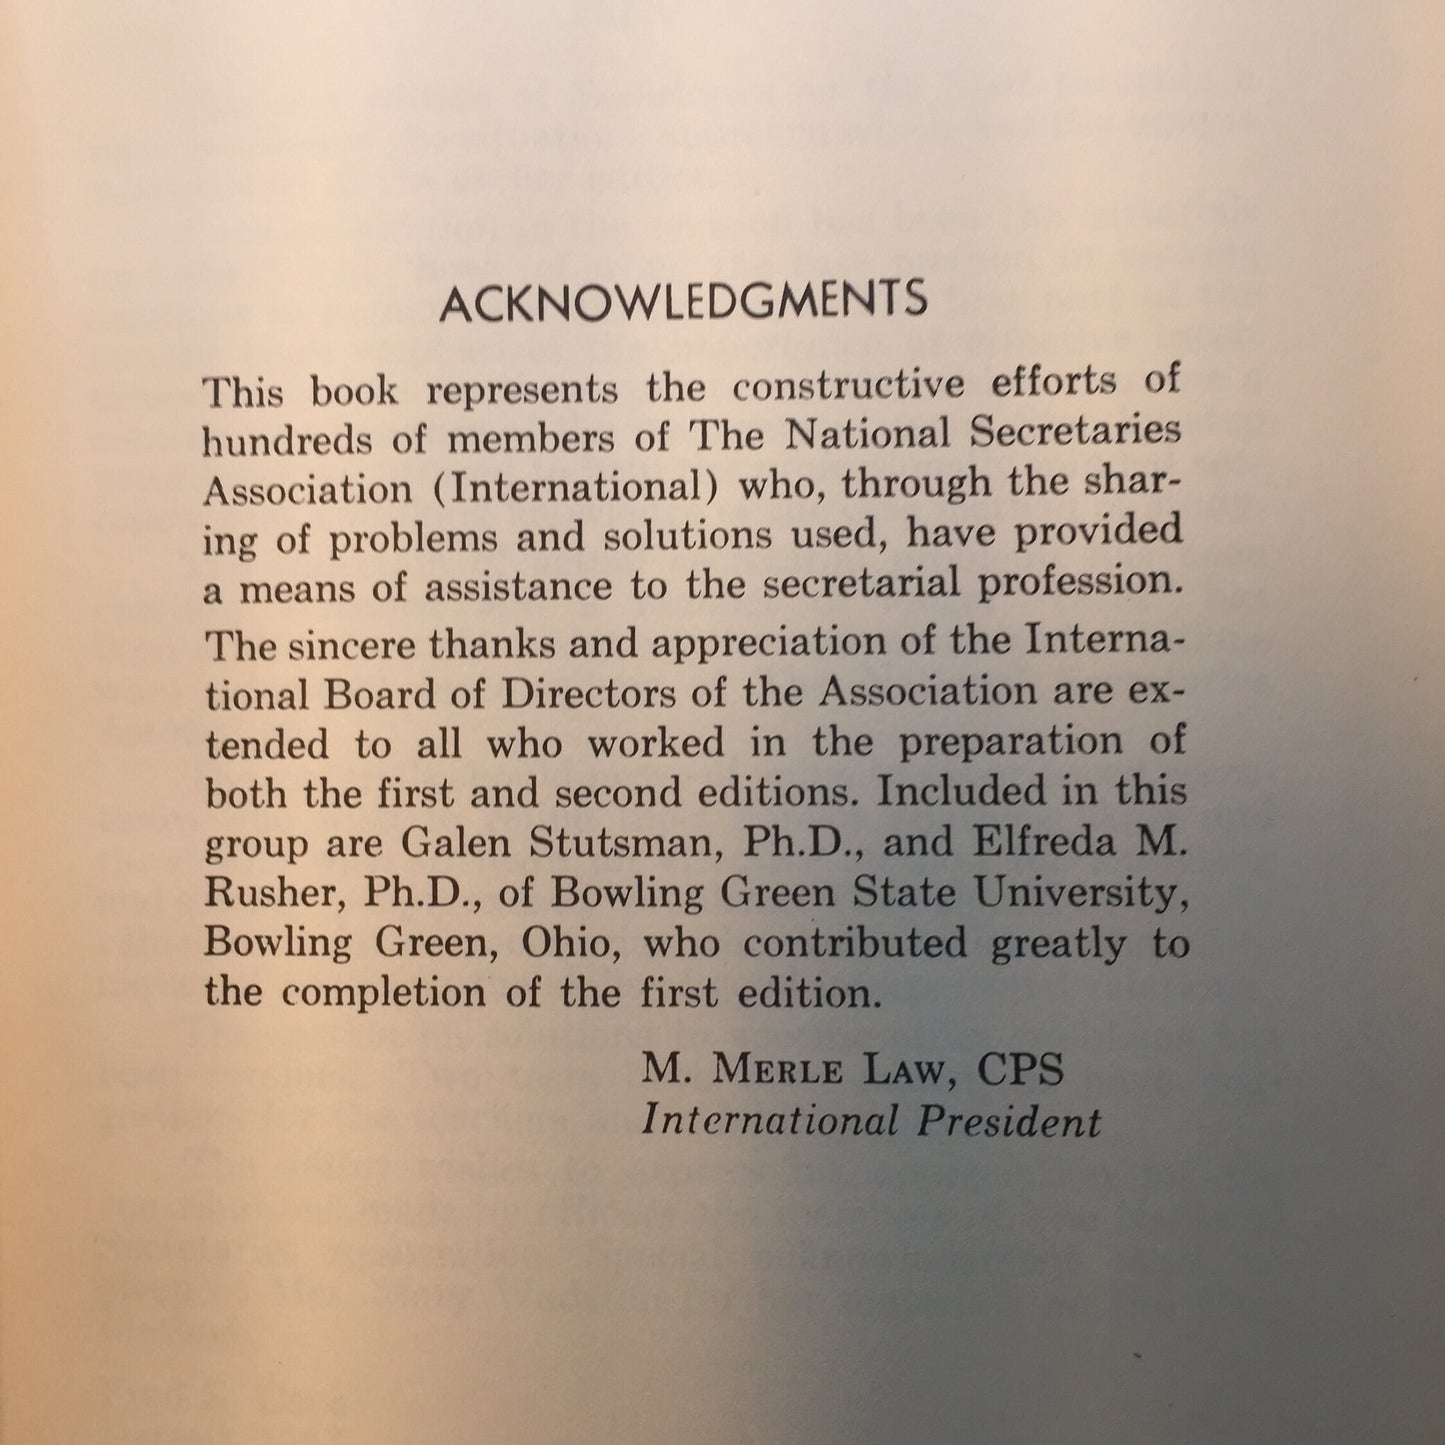 ACKNOWLEDGMENTS
This book represents the constructive efforts of
hundreds of members of The National Secretaries
Association (International) who, through the shar-
ing of problems and solutions used, have provided
a means of assistance to the secretarial profession.
The sincere thanks and appreciation of the Interna-
tional Board of Directors of the Association are ex-
tended to all who worked in the preparation of
both the first and second editions. Included in this
group are Galen Stutsman, Ph.D., and Elfreda M.
Rusher, Ph.D., of Bowling Green State University,
Bowling Green, Ohio, who contributed greatly to
the completion of the first edition.
M. MERLE LAW, CPS
International President